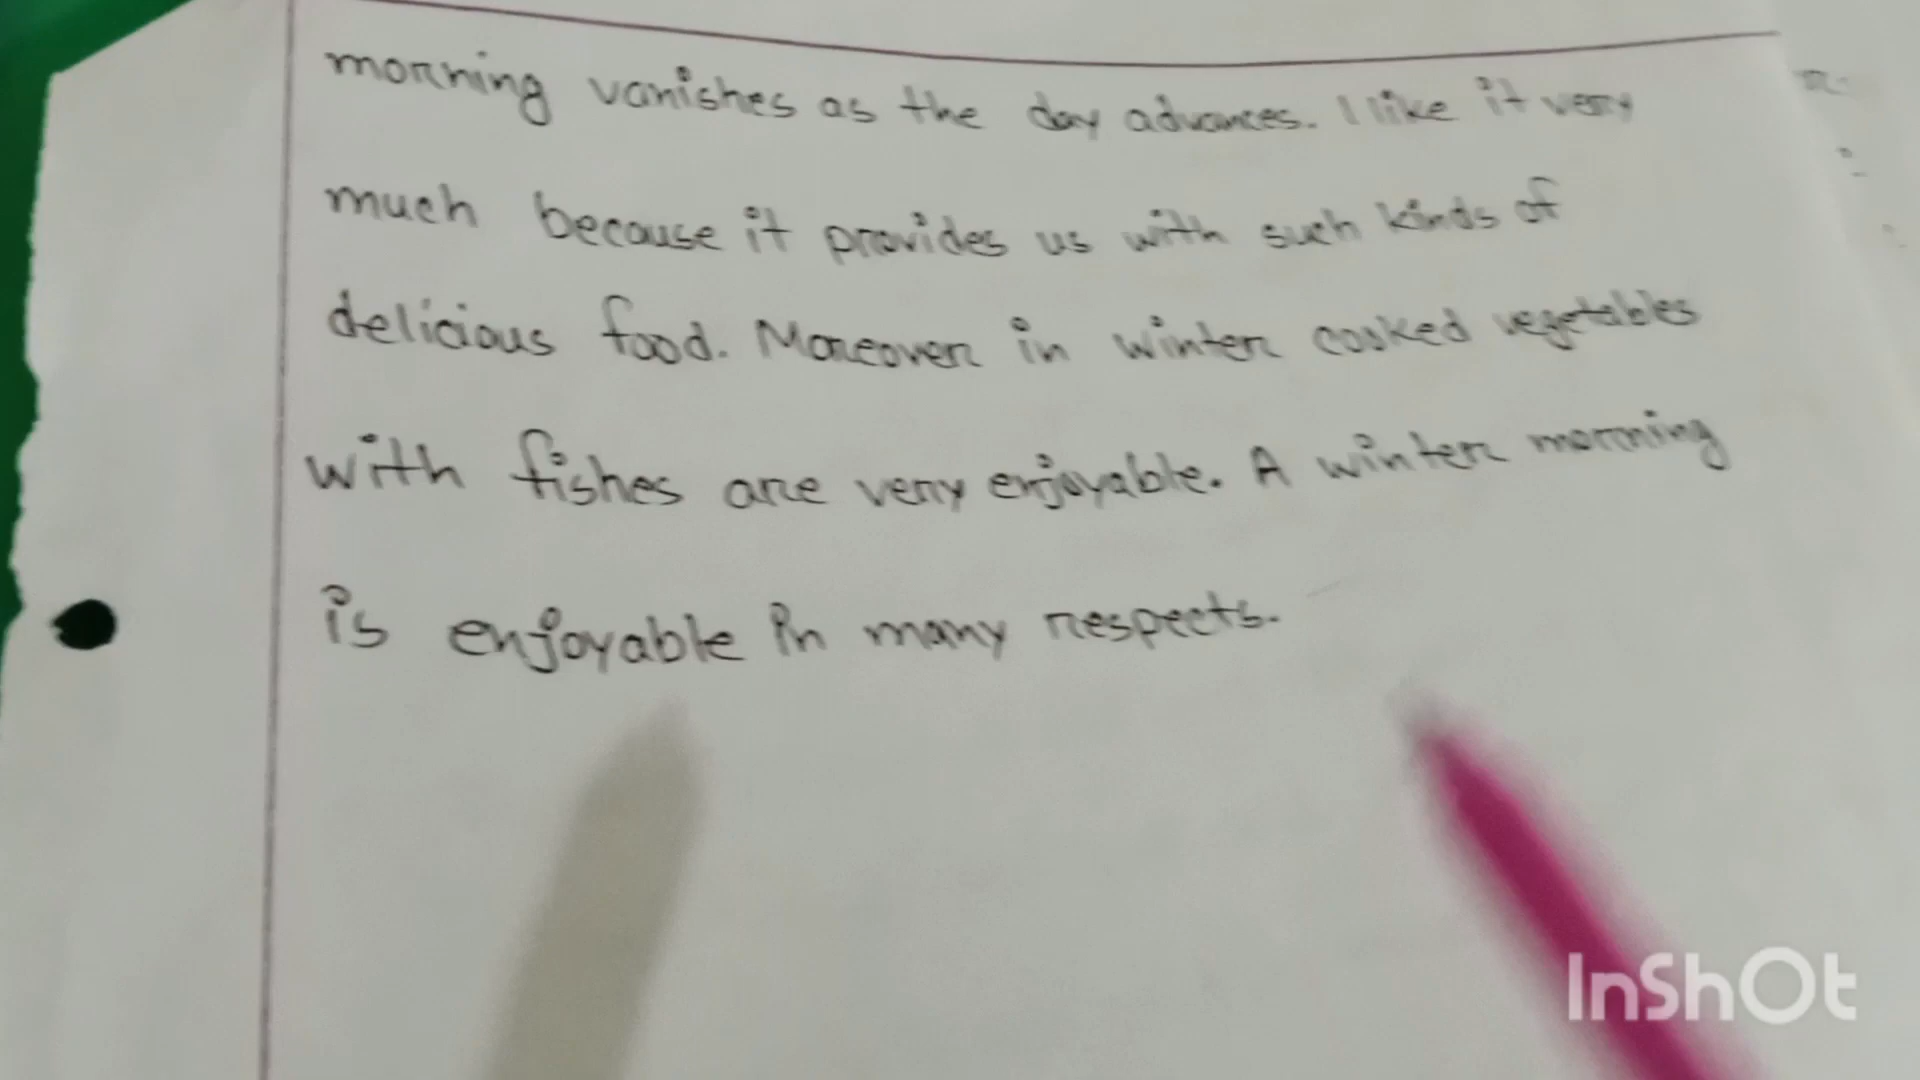 morning vanishes as the day advances. I like it very
much because it provides us with such kinds of
delicious food. Moreover in winter cooked vegetables
with fishes are very enjoyable. A winter morning
is enjoyable in many respects.
InShOt